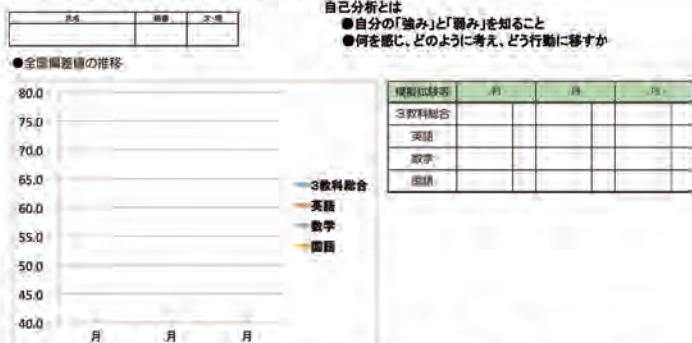 自己分析とは
●自分の「強み」と「弱み」を知ること
●何を感じ、どのように考え、どう行動に移すか
氏名
文・理
●全国偏差値の推移
80.0
75.0
70.0
65.0
60.0
55.0
50.0
45.0
40.0
月 月 月
3教科総合
英語
数学
国語
模擬試験等 月 月 月
3教科総合
英語
数学
国語